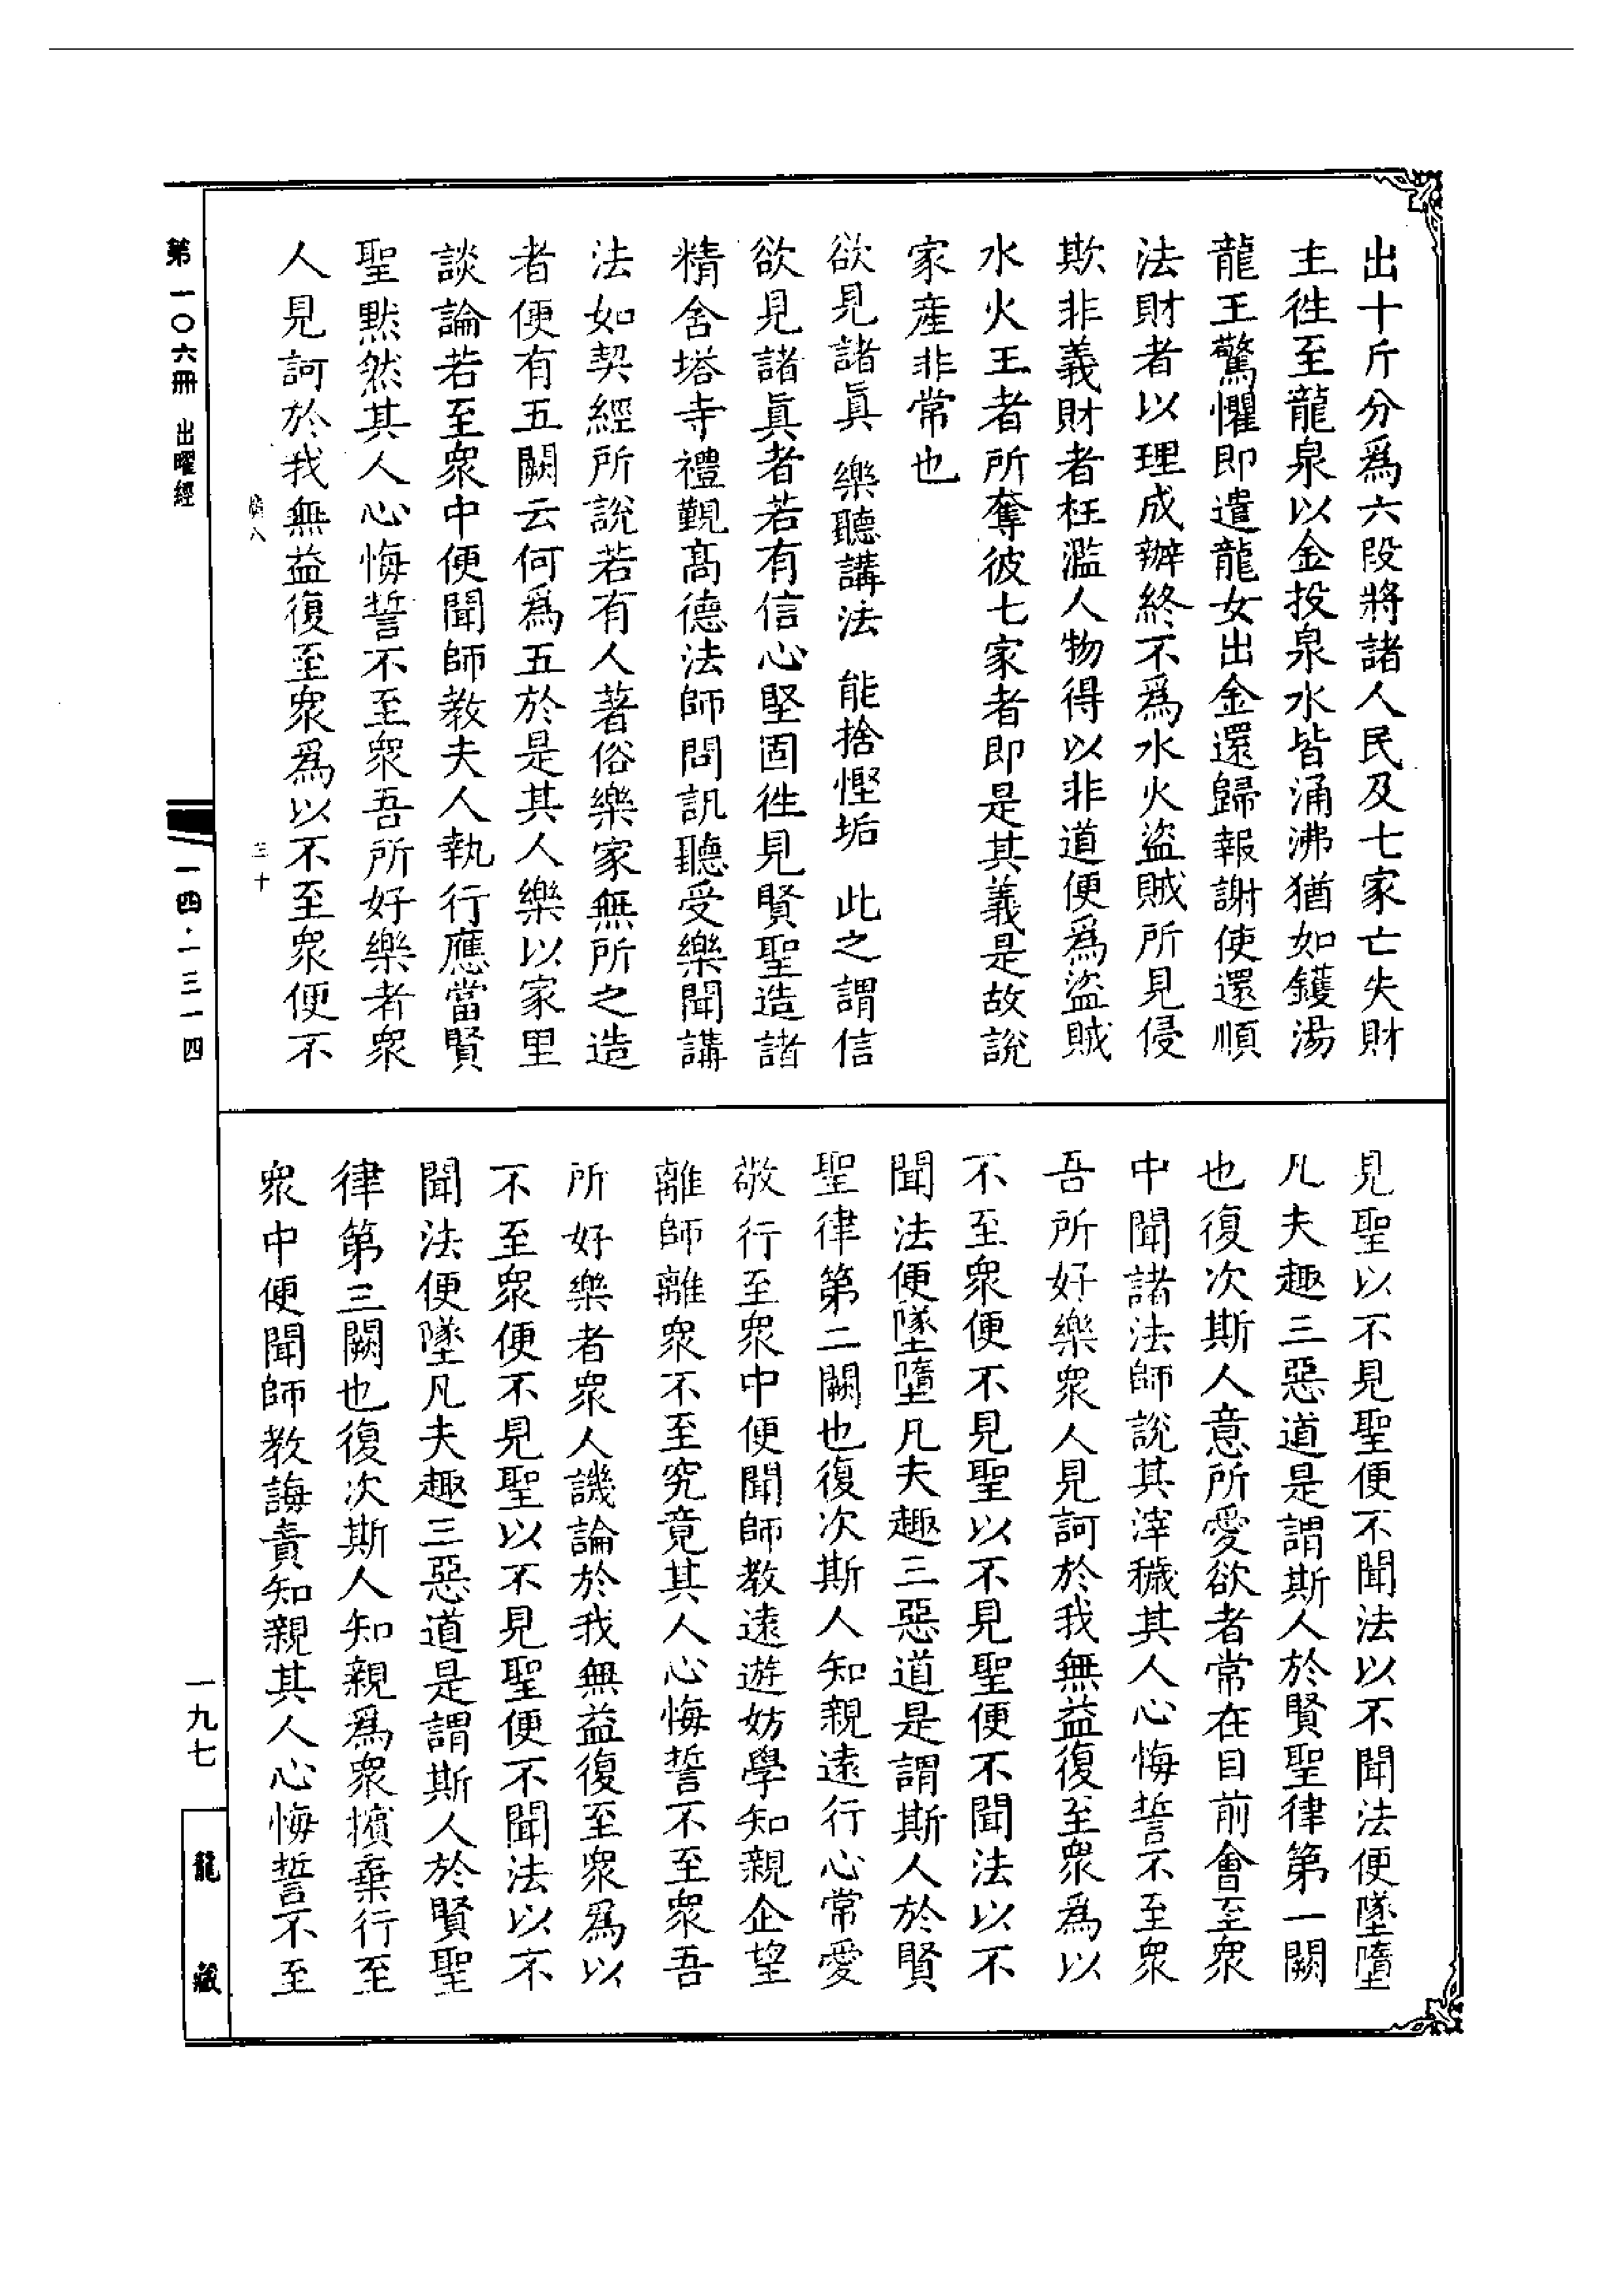 出十斤分爲六段將諸人民及七家亡失財
主徃至龍泉以金投泉水皆涌沸猶如鑊湯
龍王驚懼即遣龍女出金還歸報謝使還順
法財者以理成辦終不爲水火盜賊所見侵
欺非義財者枉濫人物得以非道便爲盜賊
水火王者所奪彼七家者即是其義是故說
家産非常也
欲見諸眞 樂聽講法 能捨慳垢 此之謂信
欲見諸眞者若有信心堅固徃見賢聖造諸
精舍塔寺禮覲髙德法師問訊聽受樂聞講
法如契經所說若有人著俗樂家無所之造
者便有五闕云何爲五於是其人樂以家里
談論若至衆中便聞師教夫人執行應當賢
聖黙然其人心悔誓不至衆吾所好樂者衆
人見訶於我無益復至衆爲以不至衆便不
見聖以不見聖便不聞法以不聞法便墜墮
凡夫趣三惡道是謂斯人於賢聖律第一闕
也復次斯人意所愛欲者常在目前會至衆
中聞諸法師說其滓穢其人心悔誓不至衆
吾所好樂衆人見訶於我無益復至衆爲以
不至衆便不見聖以不見聖便不聞法以不
聞法便墜墮凡夫趣三惡道是謂斯人於賢
聖律第二闕也復次斯人知親遠行心常愛
敬行至衆中便聞師教遠遊妨學知親企望
離師離衆不至究竟其人心悔誓不至衆吾
所好樂者衆人譏論於我無益復至衆爲以
不至衆便不見聖以不見聖便不聞法以不
聞法便墜凡夫趣三惡道是謂斯人於賢聖
律第三闕也復次斯人知親爲衆擯棄行至
衆中便聞師教誨責知親其人心悔誓不至
三十
第一〇六冊 出曜經
一四·一三一四
一九七
龍藏